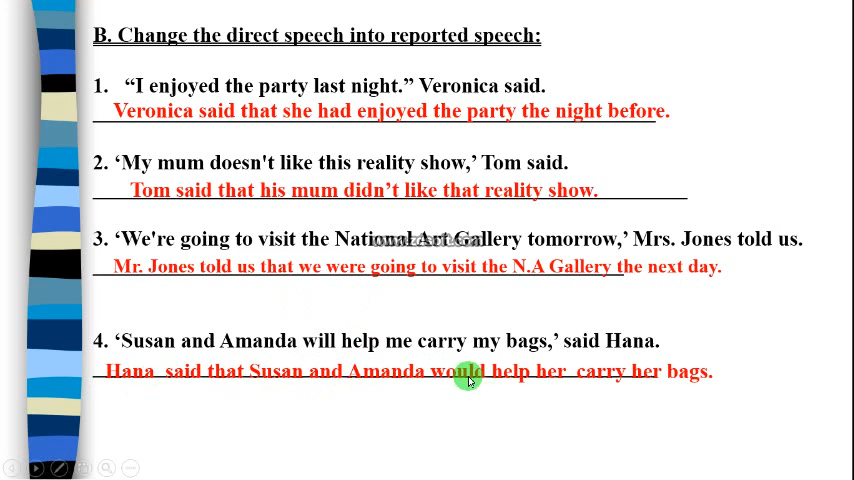 B. Change the direct speech into reported speech:
1. “I enjoyed the party last night.” Veronica said.
Veronica said that she had enjoyed the party the night before.
2. ‘My mum doesn't like this reality show,’ Tom said.
Tom said that his mum didn’t like that reality show.
3. ‘We're going to visit the National Art Gallery tomorrow,’ Mrs. Jones told us.
Mr. Jones told us that we were going to visit the N.A Gallery the next day.
4. ‘Susan and Amanda will help me carry my bags,’ said Hana.
Hana said that Susan and Amanda would help her carry her bags.